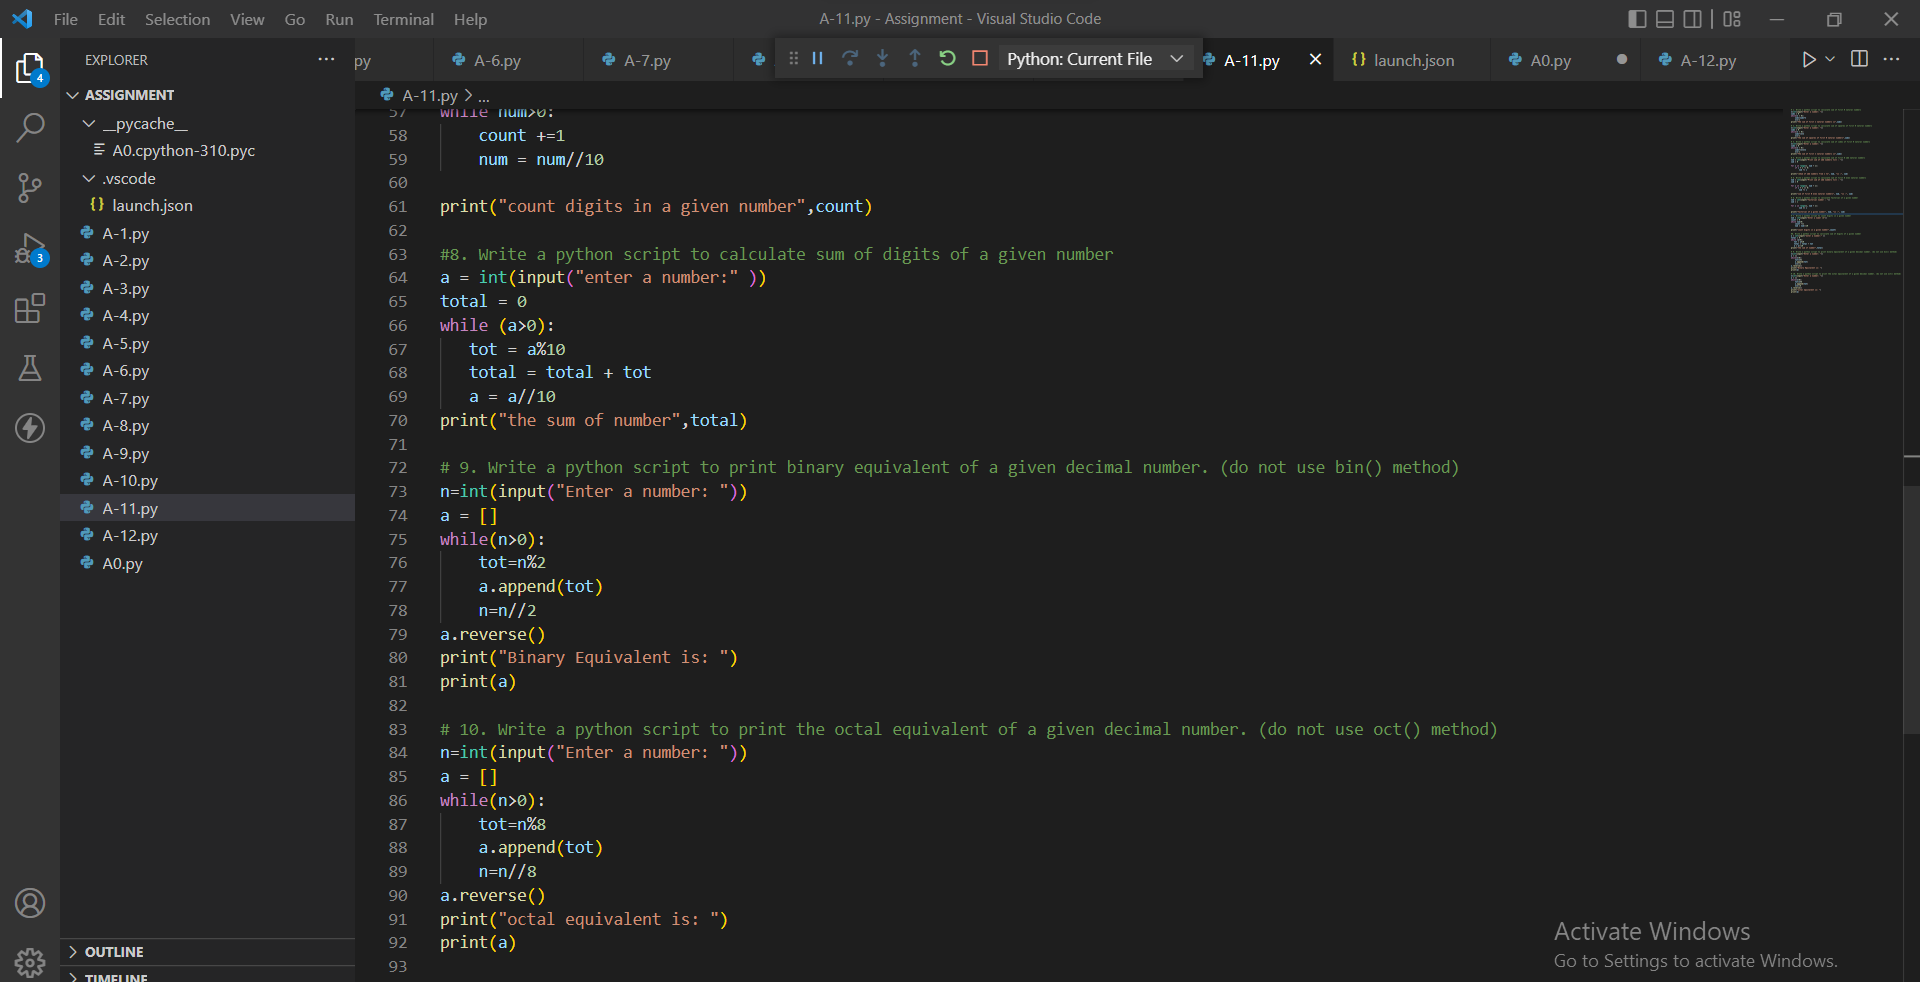 File Edit Selection View Go Run Terminal Help
A-11.py - Assignment - Visual Studio Code
EXPLORER
py
A-6.py
A-7.py
Python: Current File
A-11.py
launch.json
A0.py
A-12.py
4
3
ASSIGNMENT
__pycache__
A0.cpython-310.pyc
.vscode
launch.json
A-1.py
A-2.py
A-3.py
A-4.py
A-5.py
A-6.py
A-7.py
A-8.py
A-9.py
A-10.py
A-11.py
A-12.py
A0.py
OUTLINE
TIMELINE
A-11.py > ...
57 while num>0:
58 count +=1
59 num = num//10
60
61 print("count digits in a given number",count)
62
63 #8. Write a python script to calculate sum of digits of a given number
64 a = int(input("enter a number:" ))
65 total = 0
66 while (a>0):
67 tot = a%10
68 total = total + tot
69 a = a//10
70 print("the sum of number",total)
71
72 # 9. Write a python script to print binary equivalent of a given decimal number. (do not use bin() method)
73 n=int(input("Enter a number: "))
74 a = []
75 while(n>0):
76 tot=n%2
77 a.append(tot)
78 n=n//2
79 a.reverse()
80 print("Binary Equivalent is: ")
81 print(a)
82
83 # 10. Write a python script to print the octal equivalent of a given decimal number. (do not use oct() method)
84 n=int(input("Enter a number: "))
85 a = []
86 while(n>0):
87 tot=n%8
88 a.append(tot)
89 n=n//8
90 a.reverse()
91 print("octal equivalent is: ")
92 print(a)
93
Activate Windows
Go to Settings to activate Windows.